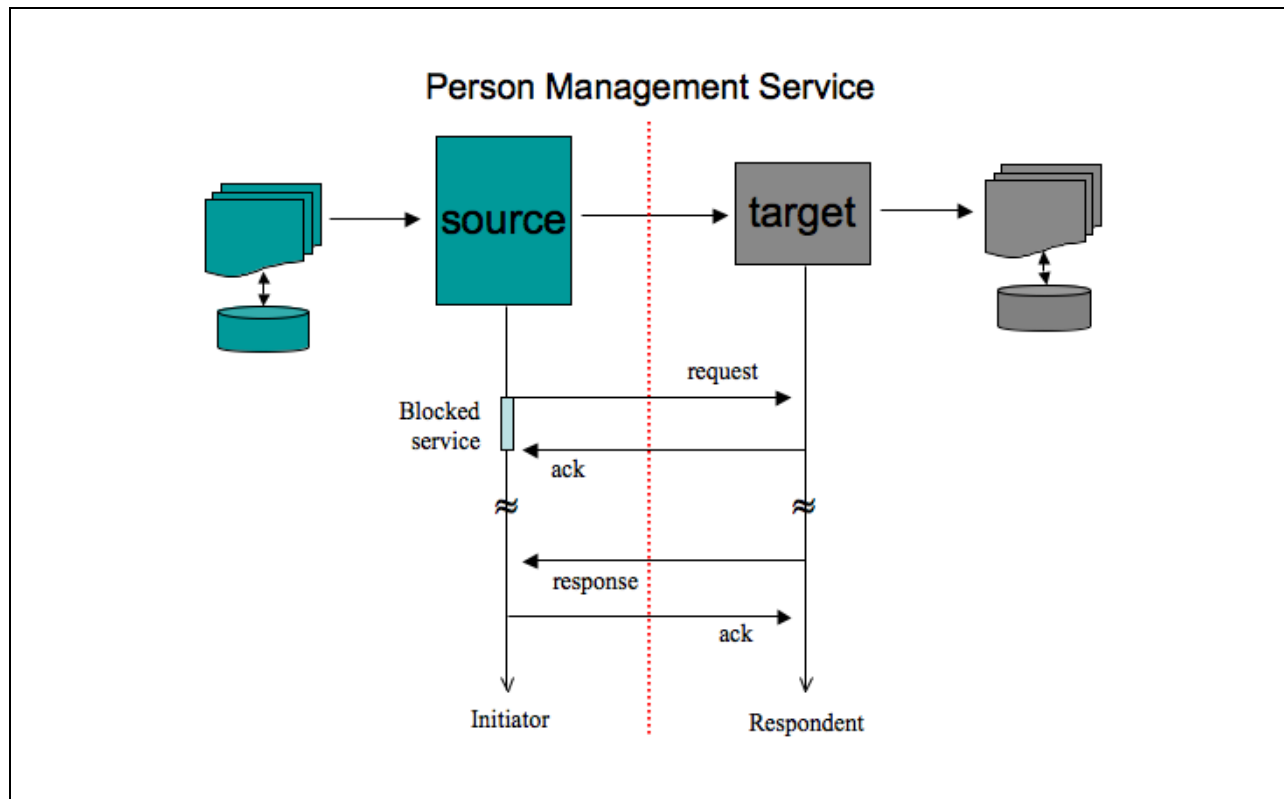 Person Management Service
source
target
request
Blocked
service
ack
response
ack
Initiator
Respondent